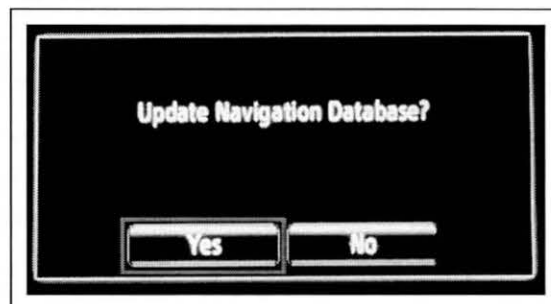 Update Navigation Database?
Yes No